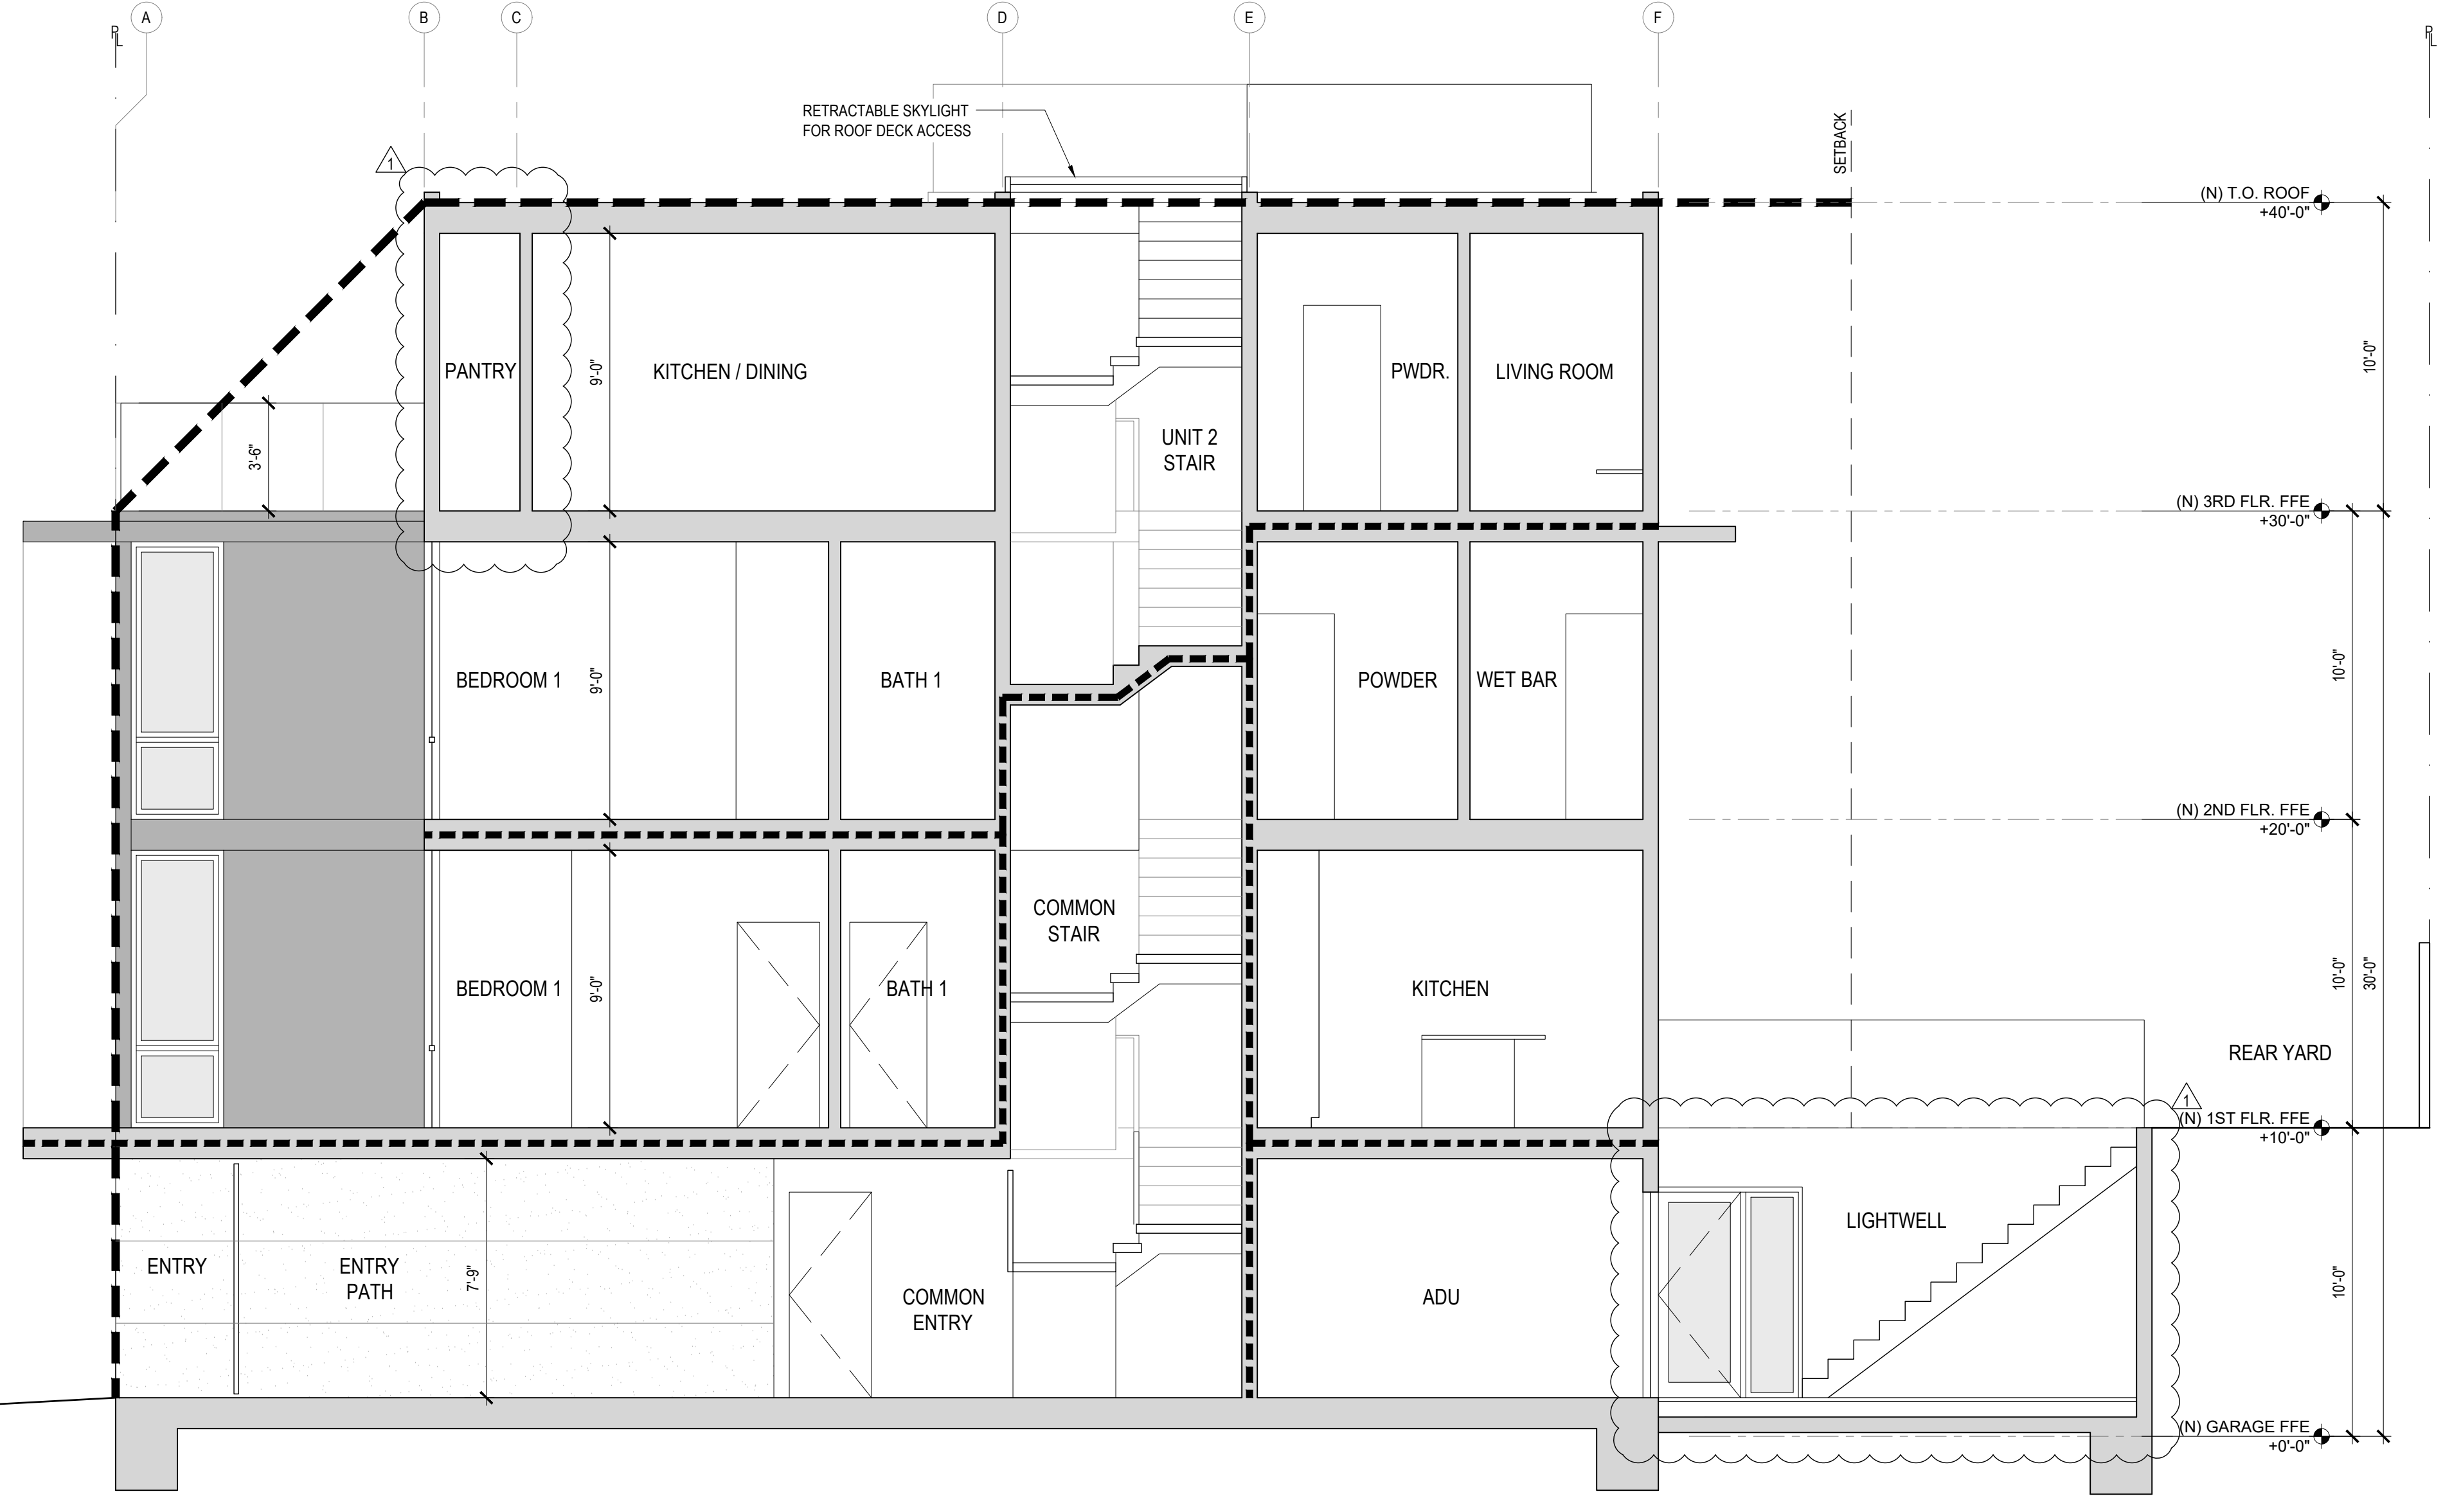 A
B
C
D
E
F
PL
PL
RETRACTABLE SKYLIGHT
FOR ROOF DECK ACCESS
SETBACK
1
(N) T.O. ROOF
+40'-0"
PANTRY
9'-0"
KITCHEN / DINING
PWDR.
LIVING ROOM
10'-0"
3'-6"
UNIT 2
STAIR
(N) 3RD FLR. FFE
+30'-0"
BEDROOM 1
9'-0"
BATH 1
POWDER
WET BAR
10'-0"
(N) 2ND FLR. FFE
+20'-0"
COMMON
STAIR
BEDROOM 1
9'-0"
BATH 1
KITCHEN
10'-0"
30'-0"
REAR YARD
1
(N) 1ST FLR. FFE
+10'-0"
LIGHTWELL
ENTRY
ENTRY
PATH
7'-9"
COMMON
ENTRY
ADU
10'-0"
(N) GARAGE FFE
+0'-0"